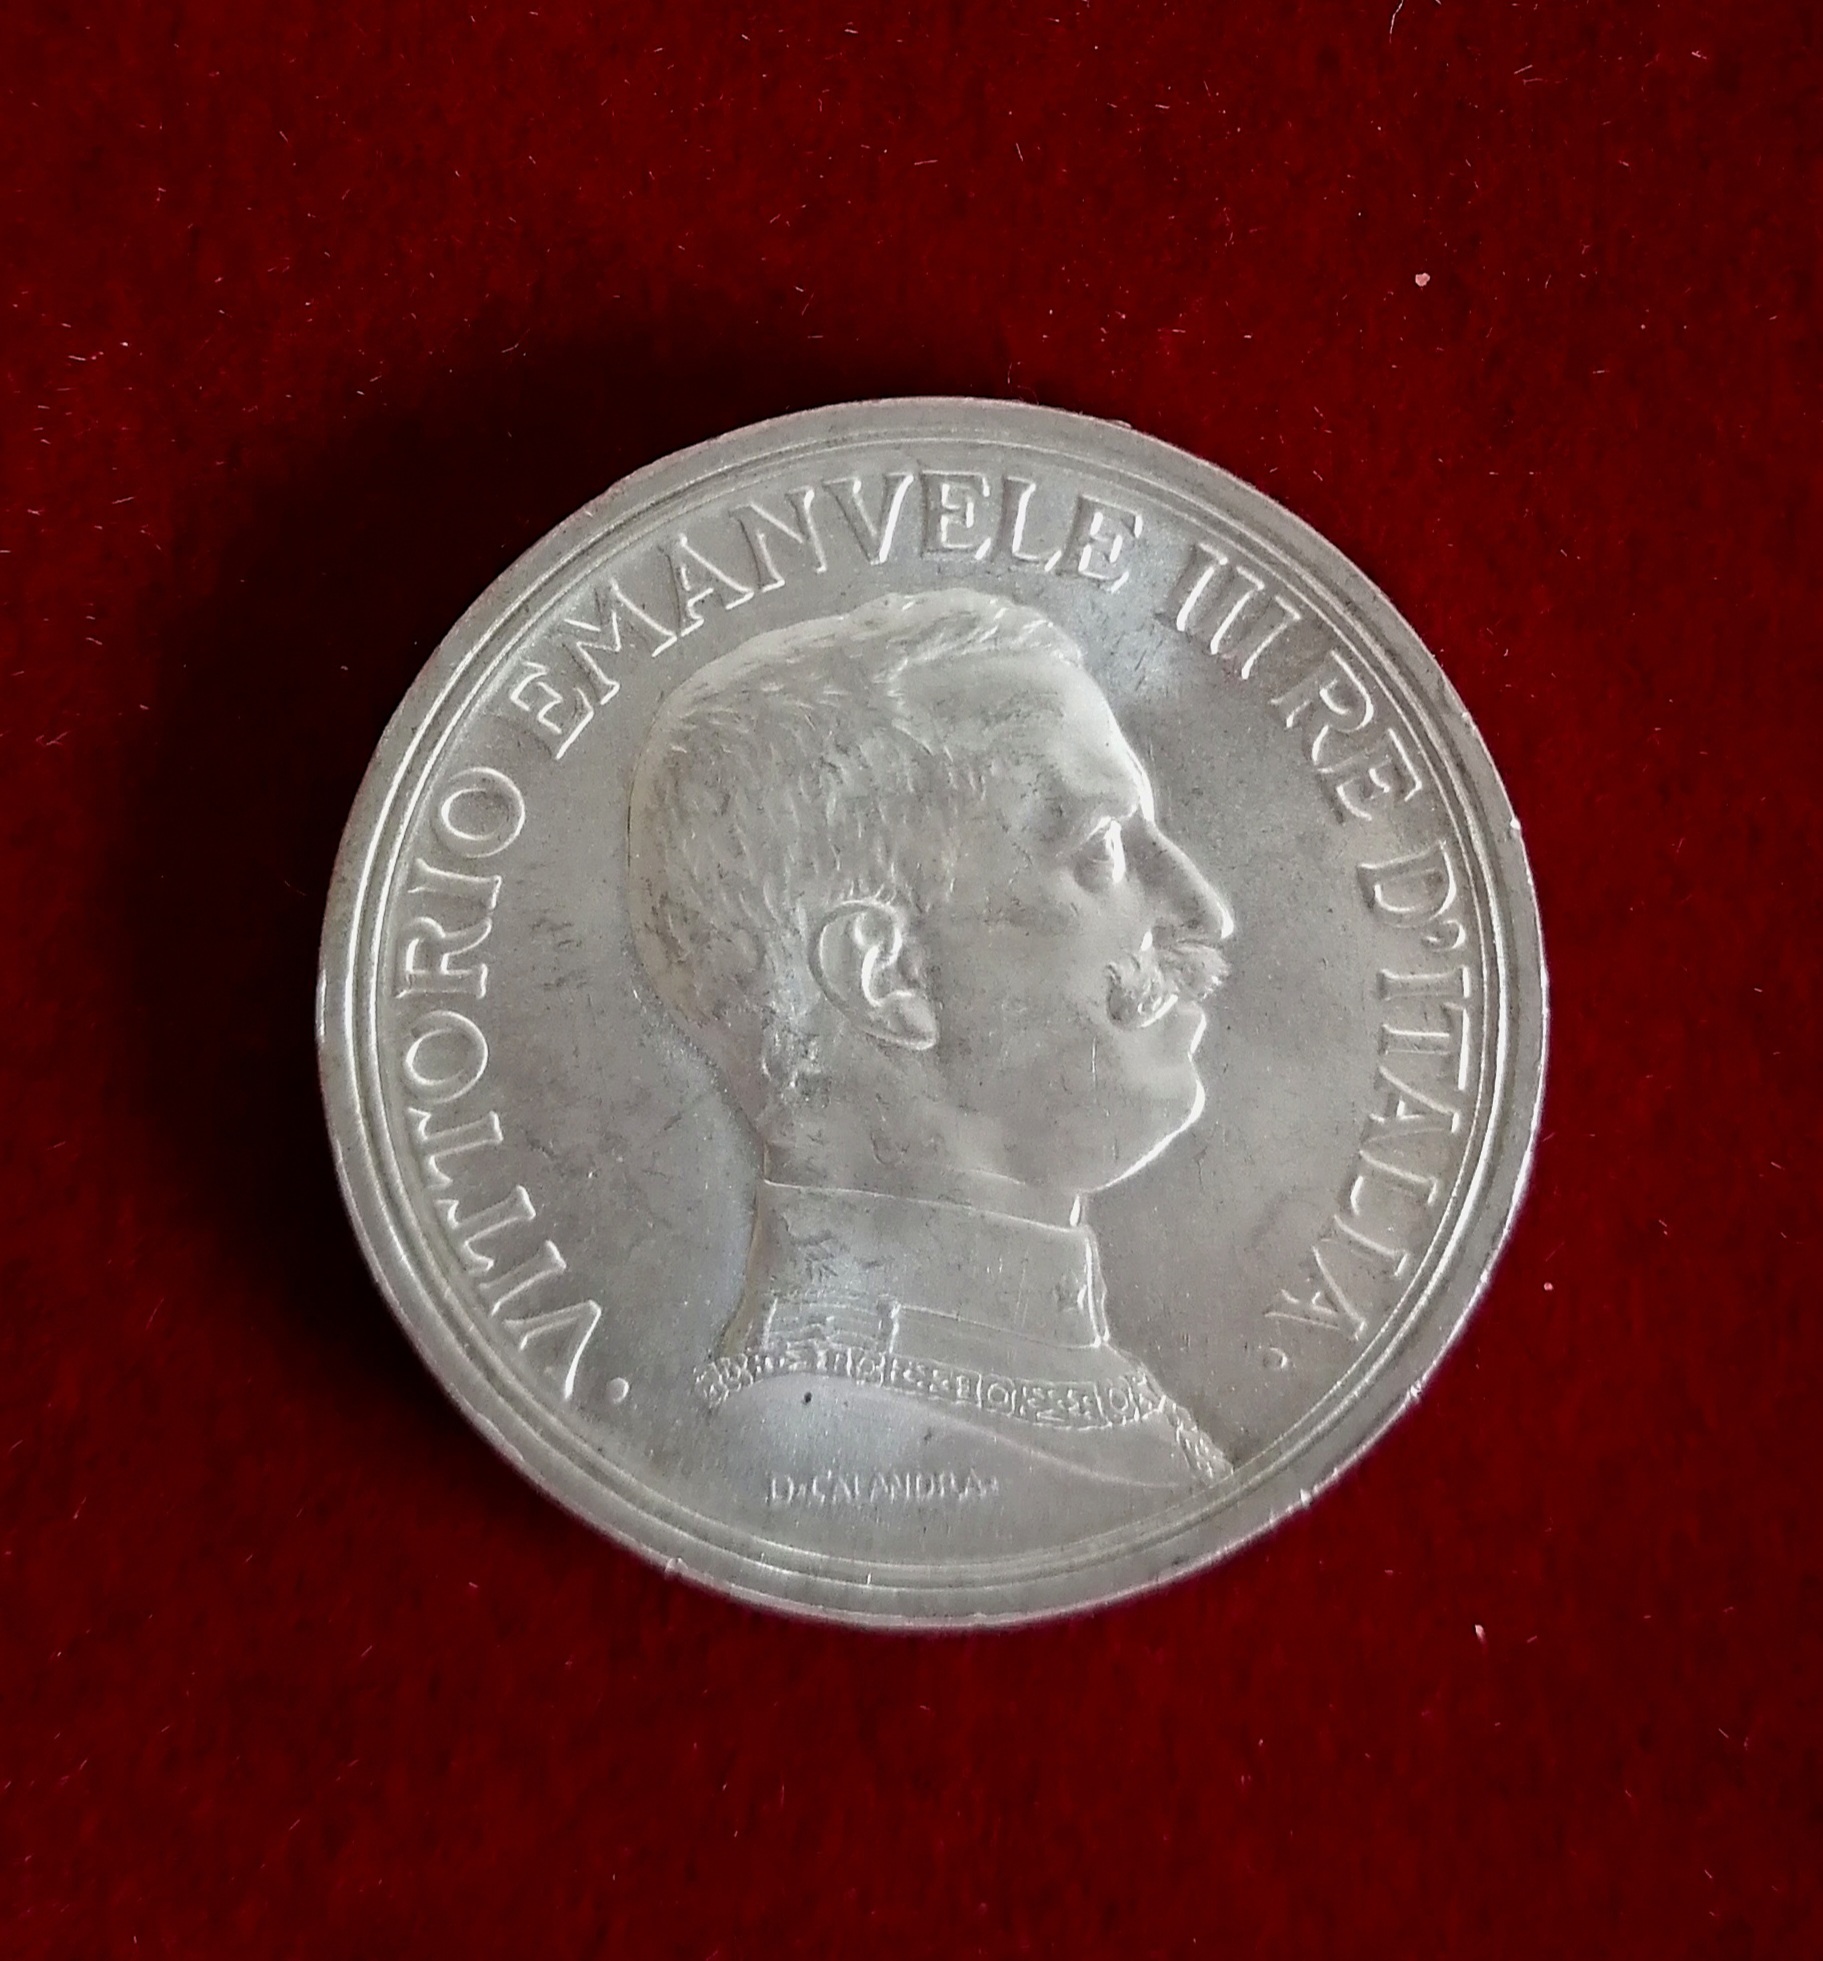 · VITTORIO EMANVELE III RE D'ITALIA ·
D·CALANDRA·